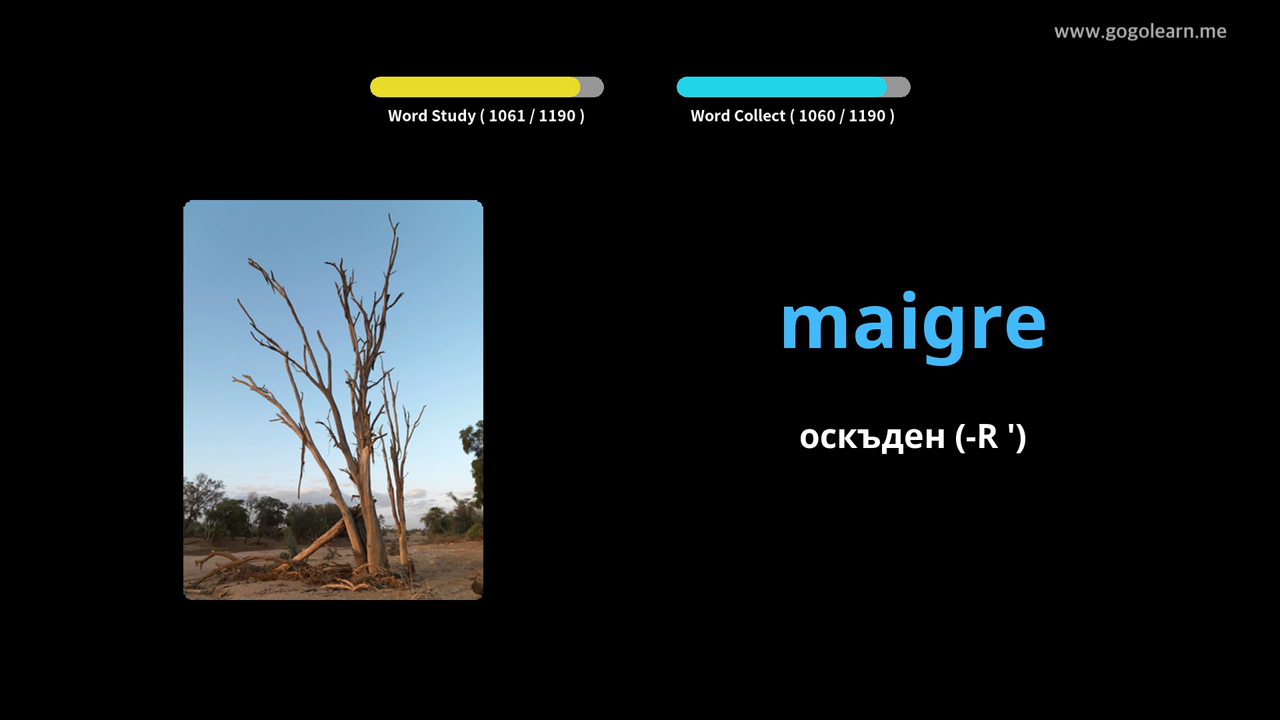 www.gogolearn.me
Word Study ( 1061 / 1190 )
Word Collect ( 1060 / 1190 )
maigre
оскъден (-R ')